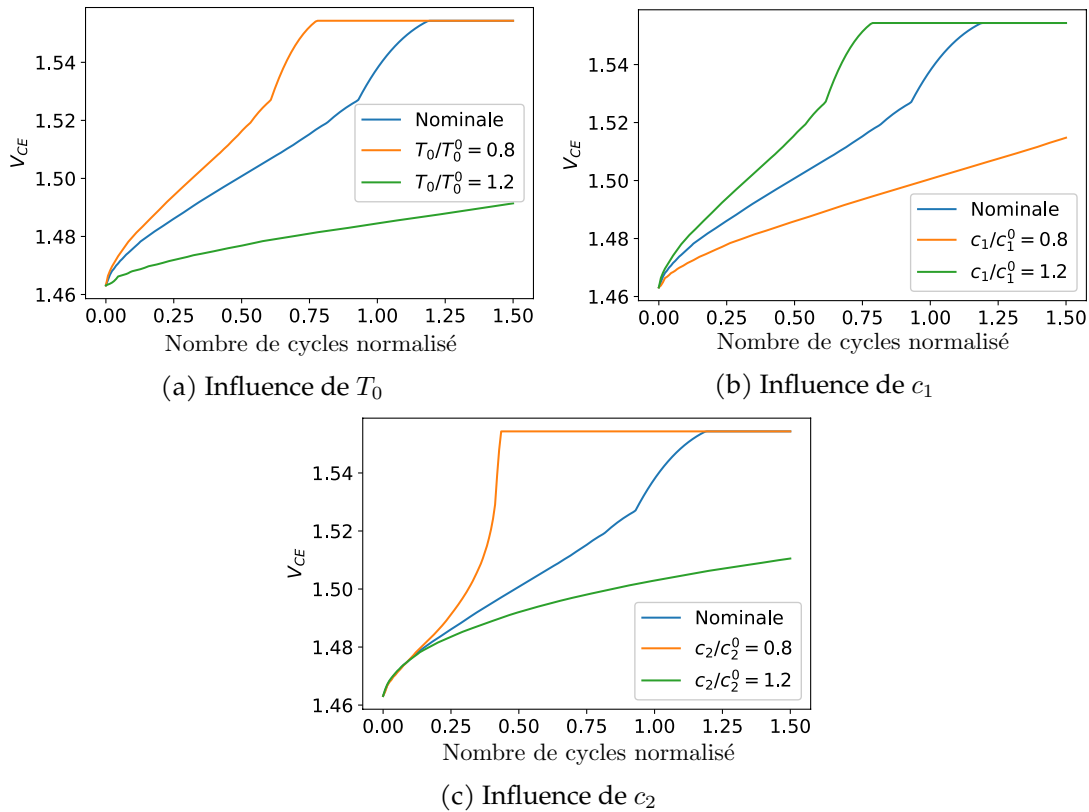 1.54
1.52
1.50
1.48
1.46
V_{CE}
Nominale
T_0/T_0^0 = 0.8
T_0/T_0^0 = 1.2
0.00 0.25 0.50 0.75 1.00 1.25 1.50
Nombre de cycles normalisé
(a) Influence de T_0
1.54
1.52
1.50
1.48
1.46
V_{CE}
Nominale
c_1/c_1^0 = 0.8
c_1/c_1^0 = 1.2
0.00 0.25 0.50 0.75 1.00 1.25 1.50
Nombre de cycles normalisé
(b) Influence de c_1
1.54
1.52
1.50
1.48
1.46
V_{CE}
Nominale
c_2/c_2^0 = 0.8
c_2/c_2^0 = 1.2
0.00 0.25 0.50 0.75 1.00 1.25 1.50
Nombre de cycles normalisé
(c) Influence de c_2